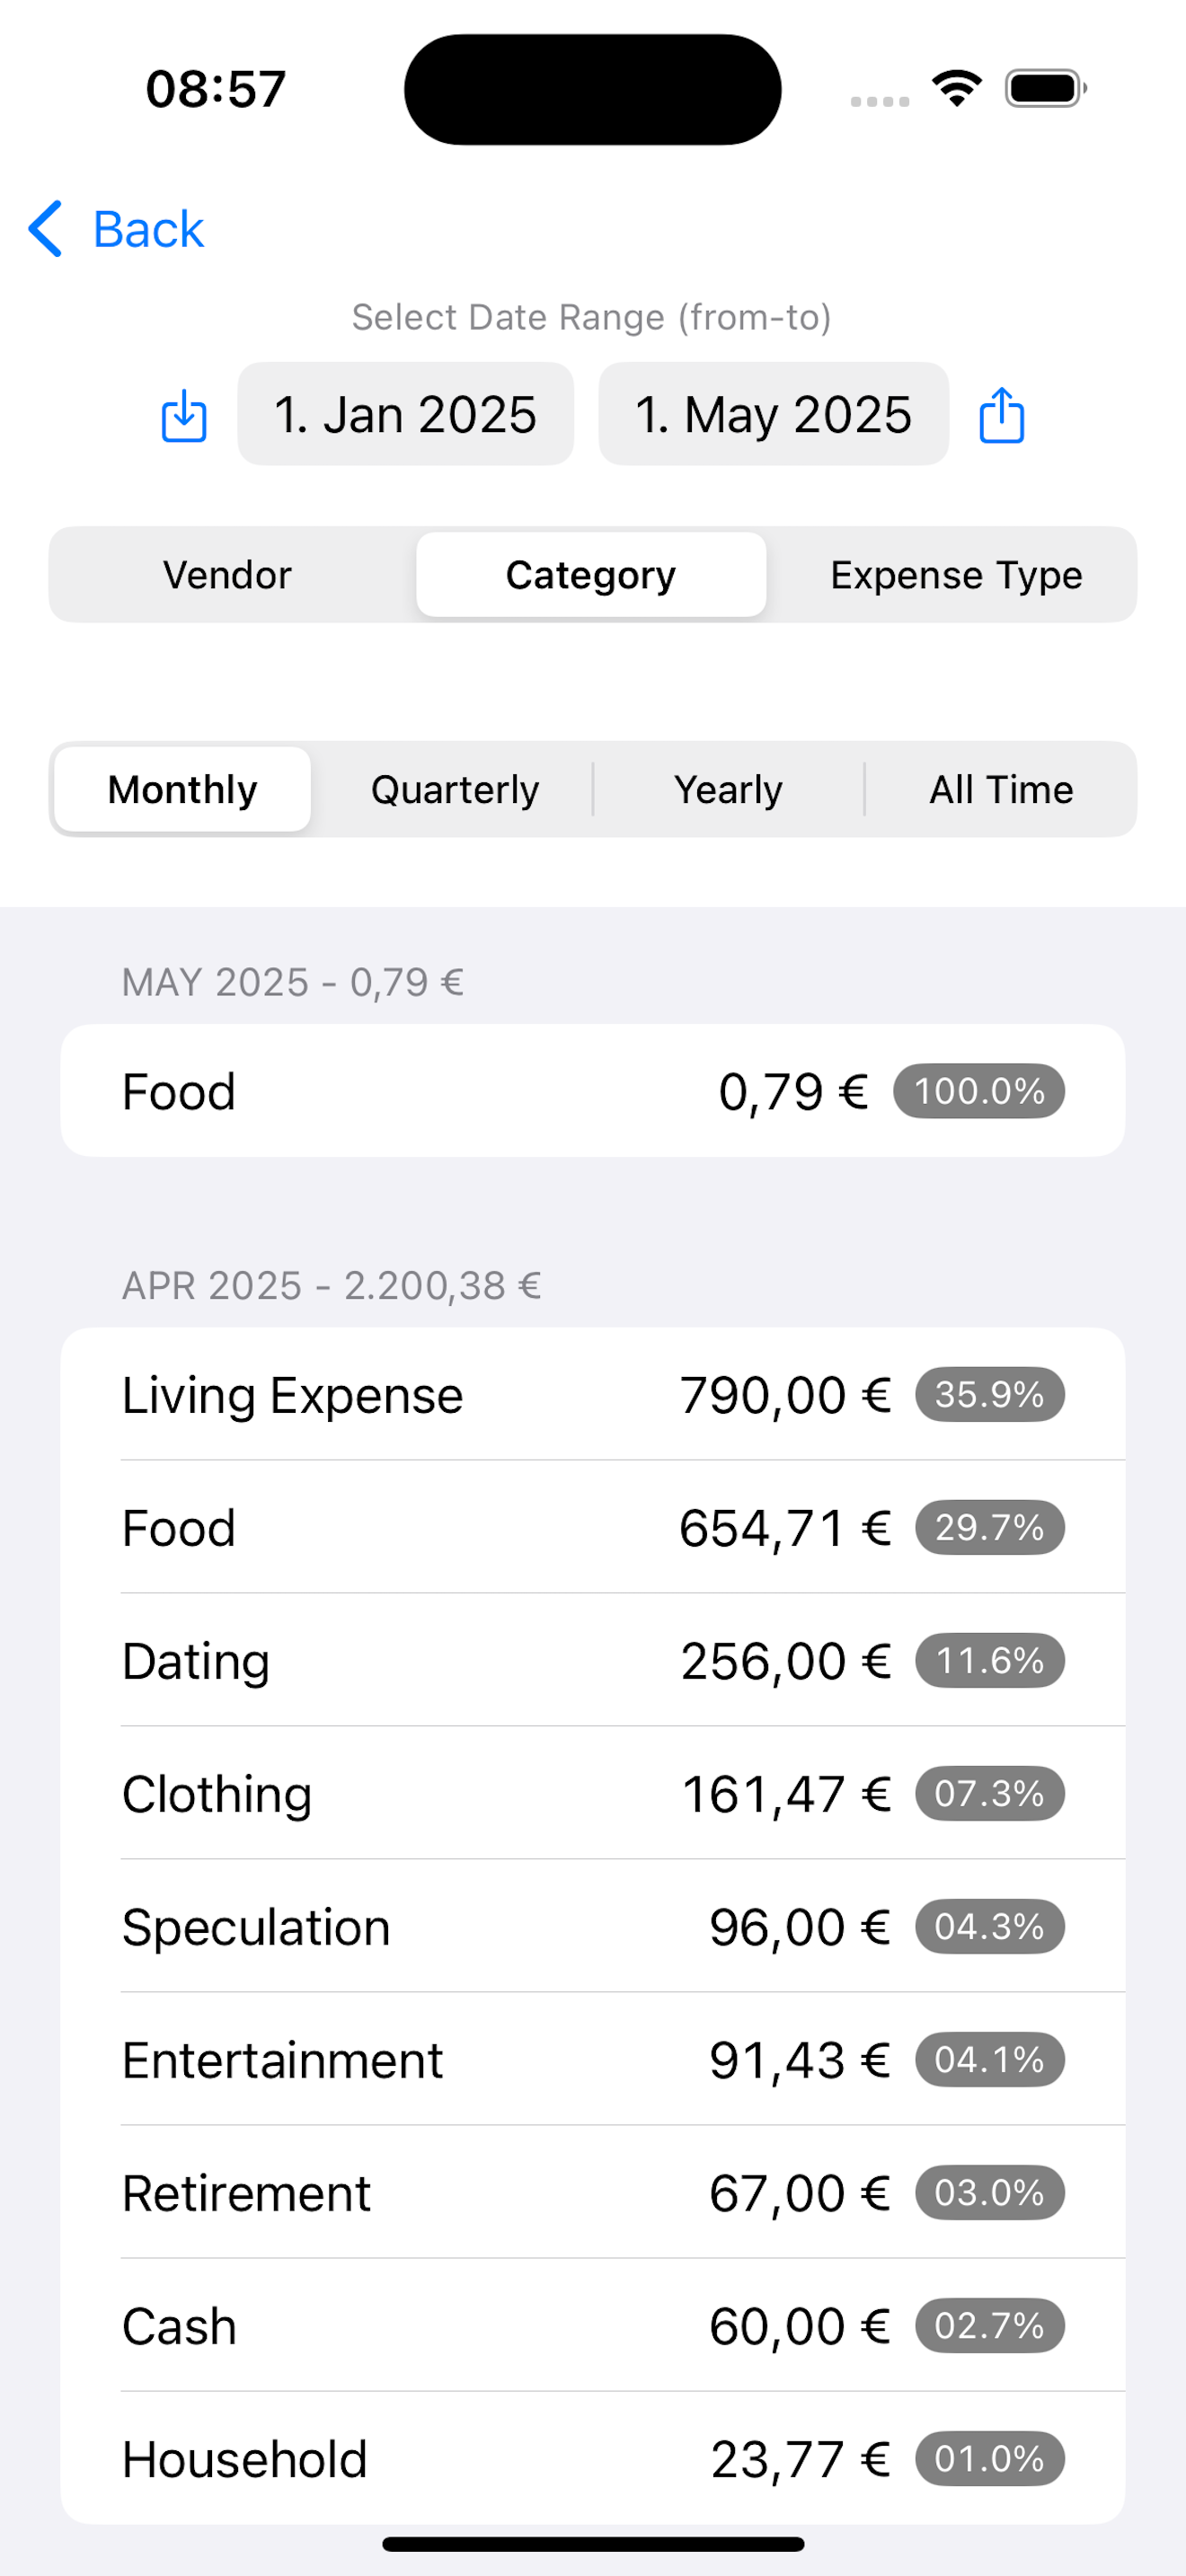 08:57
Back
Select Date Range (from-to)
1. Jan 2025 1. May 2025
Vendor Category Expense Type
Monthly Quarterly Yearly All Time
MAY 2025 - 0,79 €
Food 0,79 € 100.0%
APR 2025 - 2.200,38 €
Living Expense 790,00 € 35.9%
Food 654,71 € 29.7%
Dating 256,00 € 11.6%
Clothing 161,47 € 07.3%
Speculation 96,00 € 04.3%
Entertainment 91,43 € 04.1%
Retirement 67,00 € 03.0%
Cash 60,00 € 02.7%
Household 23,77 € 01.0%